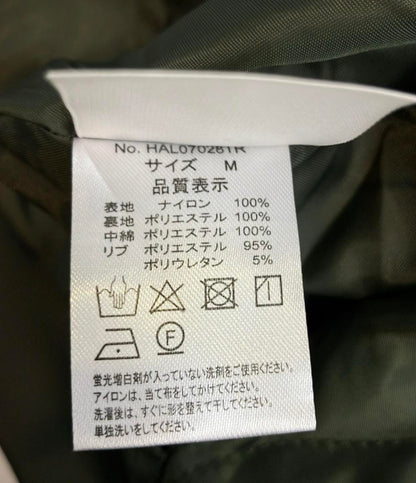 No. HAL070281R
サイズ M
品質表示
表地 ナイロン 100%
裏地 ポリエステル 100%
中綿 ポリエステル 100%
リブ ポリエステル 95%
ポリウレタン 5%
F
蛍光増白剤が入っていない洗剤をご使用ください。
アイロンは、当て布をしてかけてください。
洗濯後は、すぐに形を整えて干してください。
単独洗いをしてください。